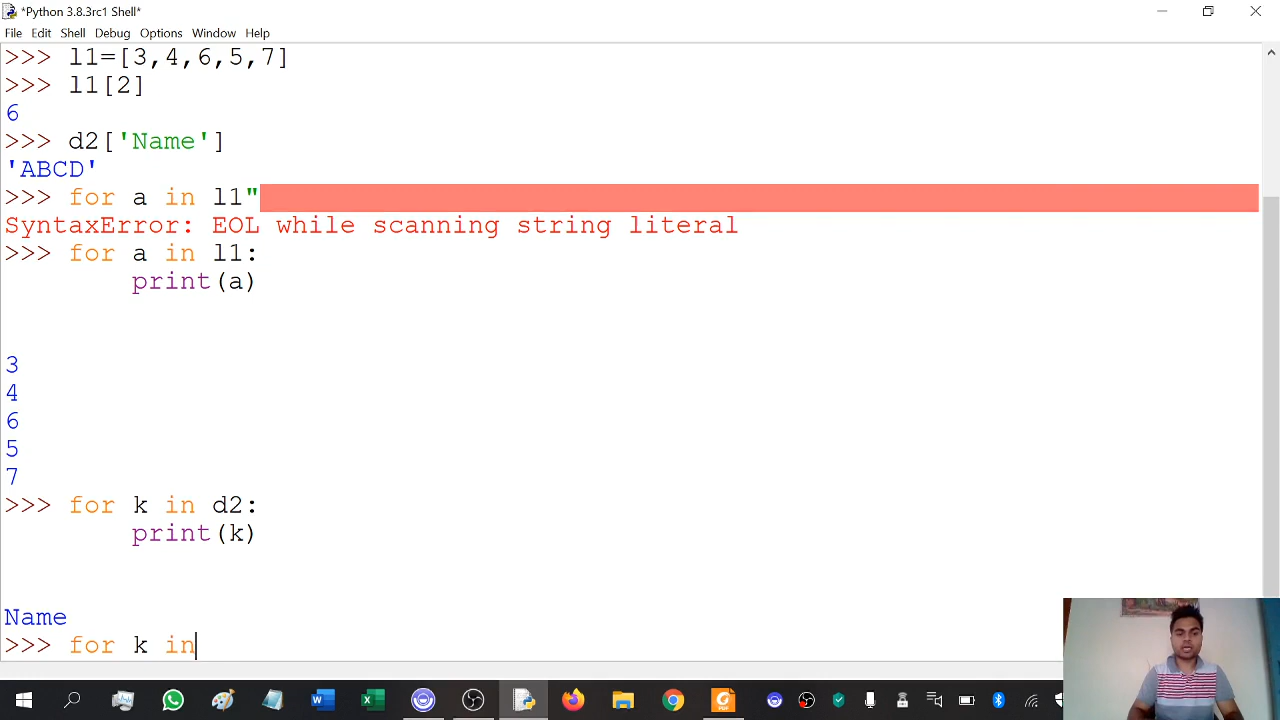 *Python 3.8.3rc1 Shell*
File Edit Shell Debug Options Window Help
>>> l1=[3,4,6,5,7]
>>> l1[2]
6
>>> d2['Name']
'ABCD'
>>> for a in l1"
SyntaxError: EOL while scanning string literal
>>> for a in l1:
print(a)
3
4
6
5
7
>>> for k in d2:
print(k)
Name
>>> for k in